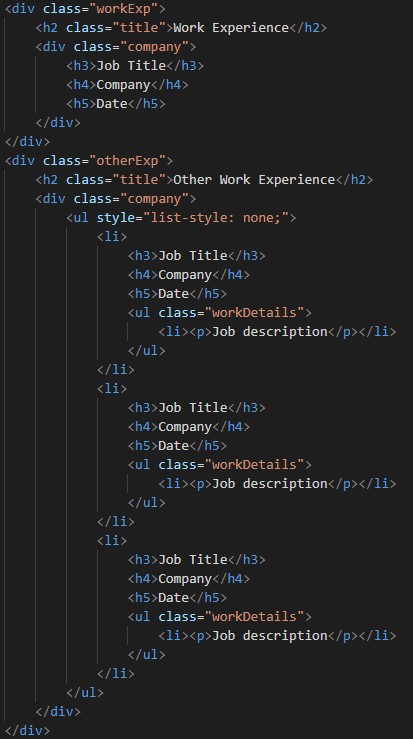 <div class="workExp">
    <h2 class="title">Work Experience</h2>
    <div class="company">
        <h3>Job Title</h3>
        <h4>Company</h4>
        <h5>Date</h5>
    </div>
</div>
<div class="otherExp">
    <h2 class="title">Other Work Experience</h2>
    <div class="company">
        <ul style="list-style: none;">
            <li>
                <h3>Job Title</h3>
                <h4>Company</h4>
                <h5>Date</h5>
                <ul class="workDetails">
                    <li><p>Job description</p></li>
                </ul>
            </li>
            <li>
                <h3>Job Title</h3>
                <h4>Company</h4>
                <h5>Date</h5>
                <ul class="workDetails">
                    <li><p>Job description</p></li>
                </ul>
            </li>
            <li>
                <h3>Job Title</h3>
                <h4>Company</h4>
                <h5>Date</h5>
                <ul class="workDetails">
                    <li><p>Job description</p></li>
                </ul>
            </li>
        </ul>
    </div>
</div>